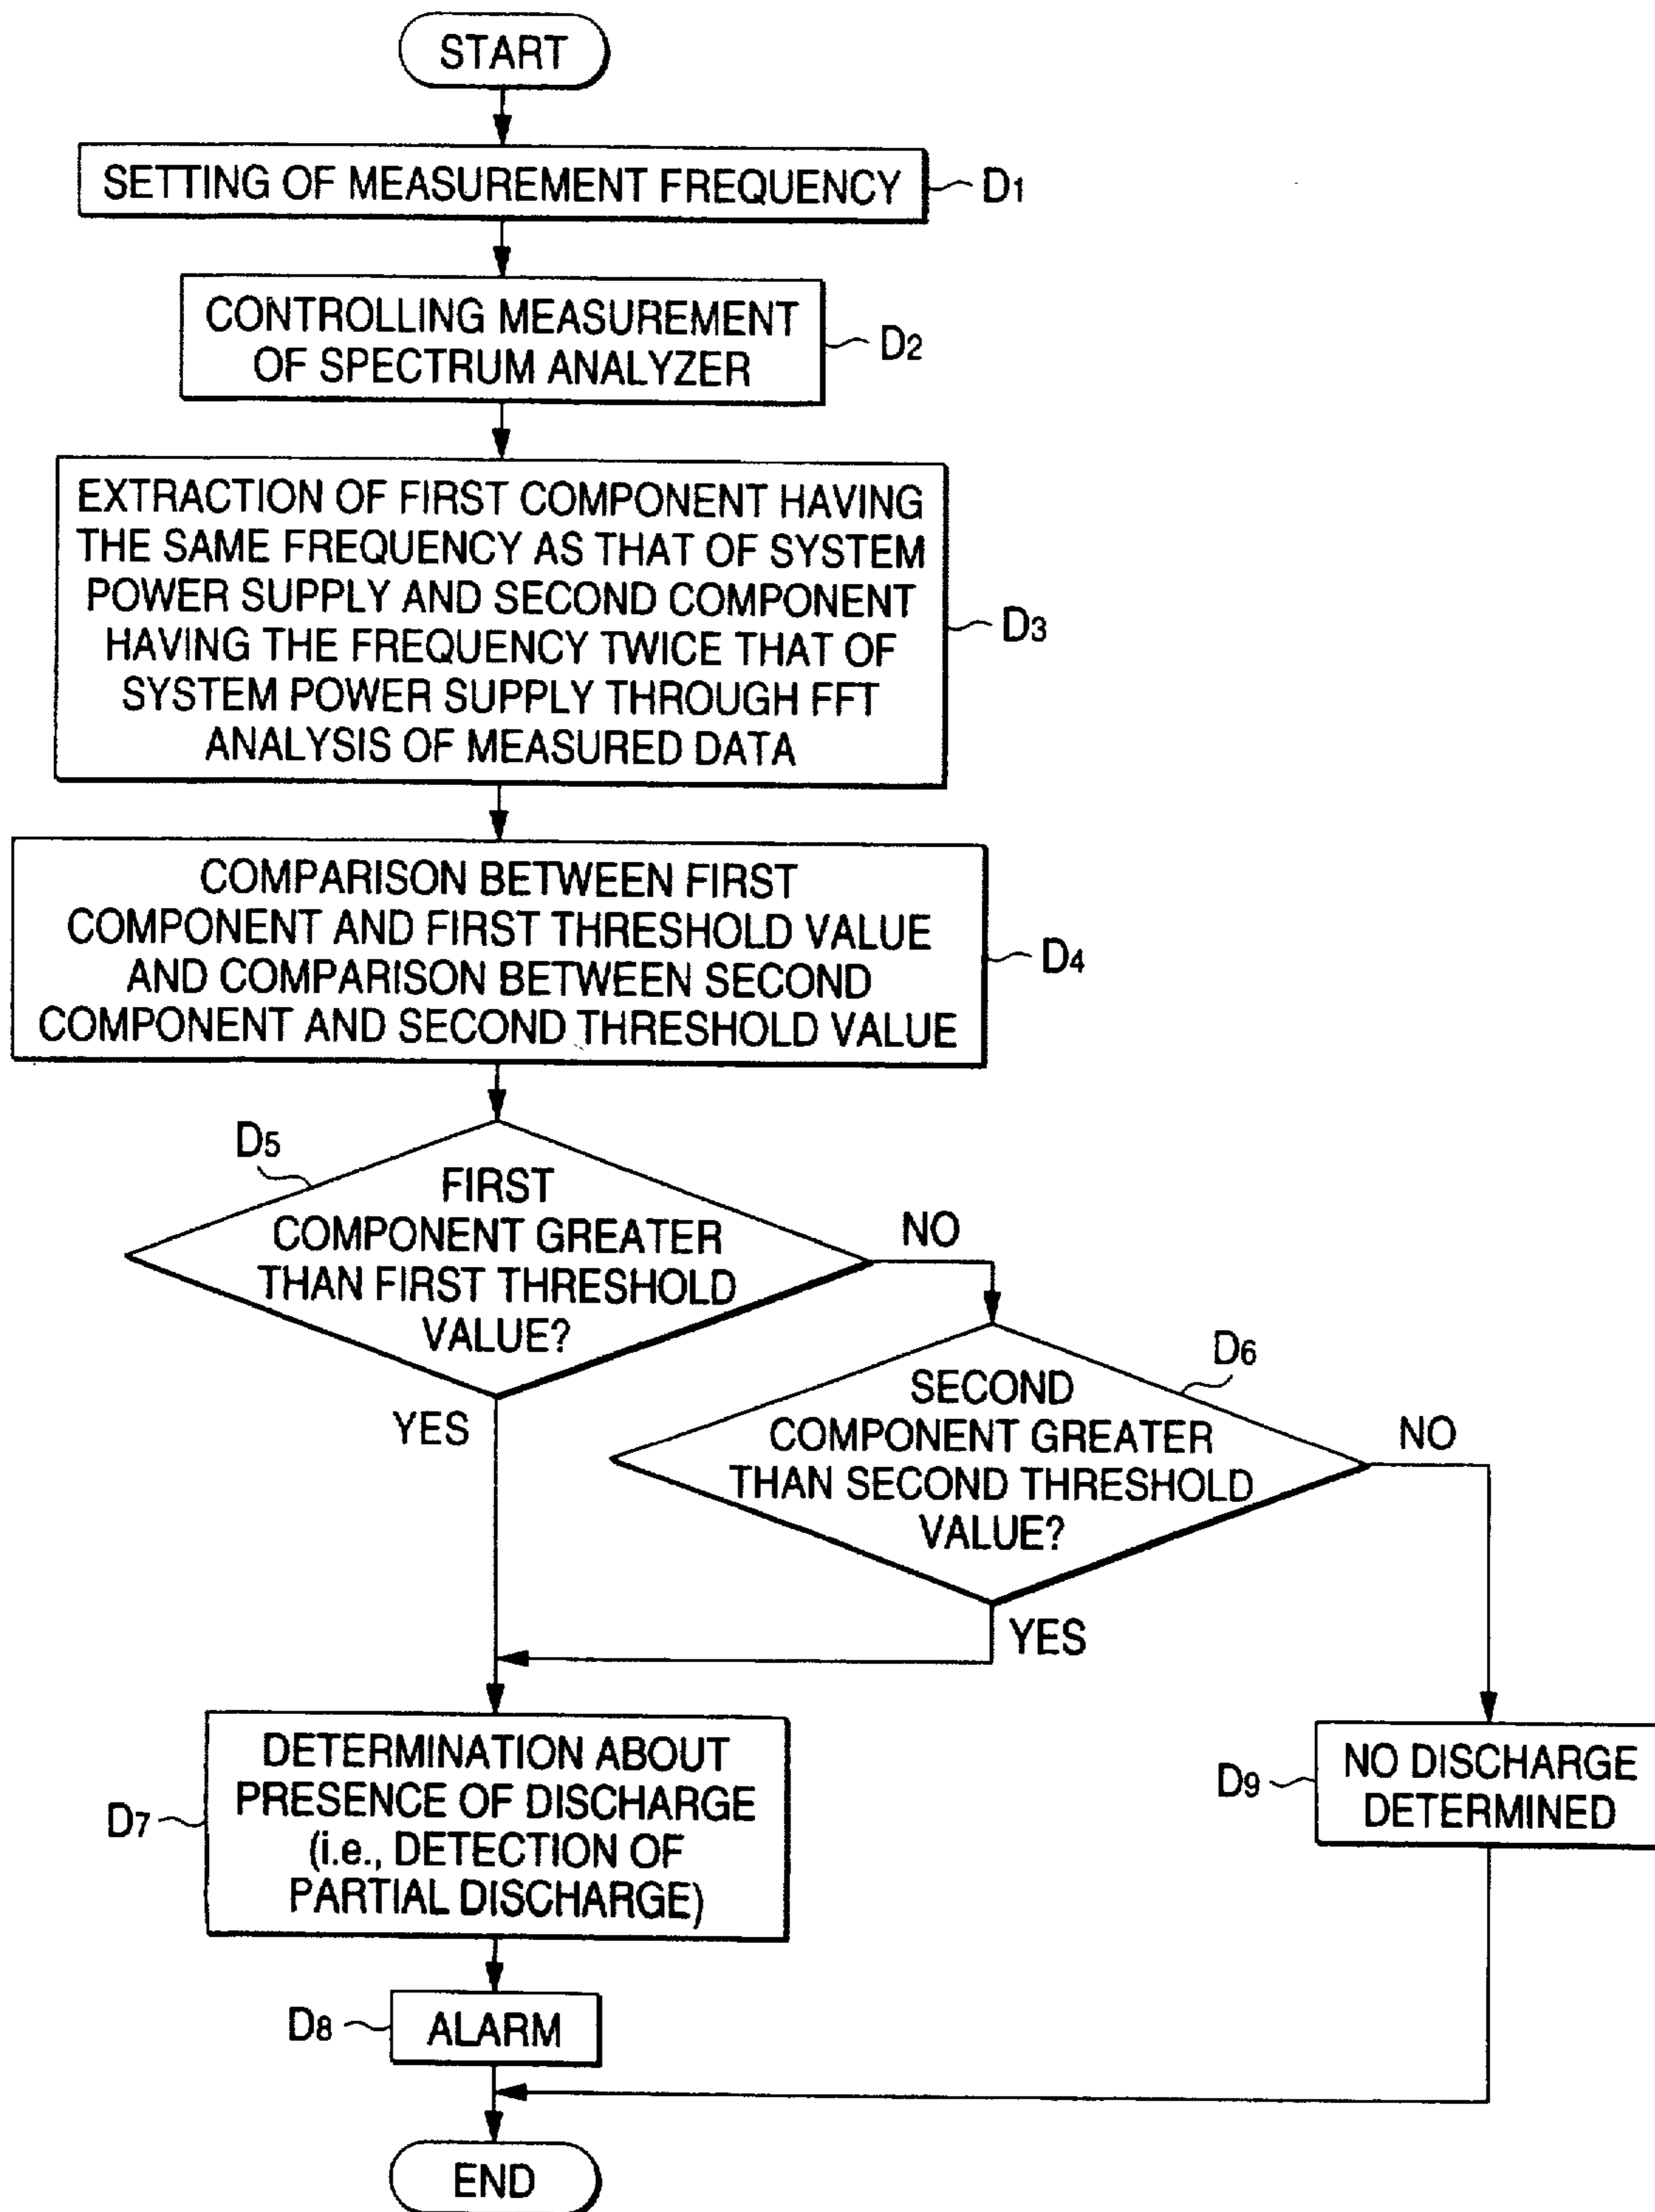 START
SETTING OF MEASUREMENT FREQUENCY
D1
CONTROLLING MEASUREMENT
OF SPECTRUM ANALYZER
D2
EXTRACTION OF FIRST COMPONENT HAVING
THE SAME FREQUENCY AS THAT OF SYSTEM
POWER SUPPLY AND SECOND COMPONENT
HAVING THE FREQUENCY TWICE THAT OF
SYSTEM POWER SUPPLY THROUGH FFT
ANALYSIS OF MEASURED DATA
D3
COMPARISON BETWEEN FIRST
COMPONENT AND FIRST THRESHOLD VALUE
AND COMPARISON BETWEEN SECOND
COMPONENT AND SECOND THRESHOLD VALUE
D4
D5
FIRST
COMPONENT GREATER
THAN FIRST THRESHOLD
VALUE?
NO
YES
D6
SECOND
COMPONENT GREATER
THAN SECOND THRESHOLD
VALUE?
NO
YES
DETERMINATION ABOUT
PRESENCE OF DISCHARGE
(i.e., DETECTION OF
PARTIAL DISCHARGE)
D7
D9
NO DISCHARGE
DETERMINED
D8
ALARM
END